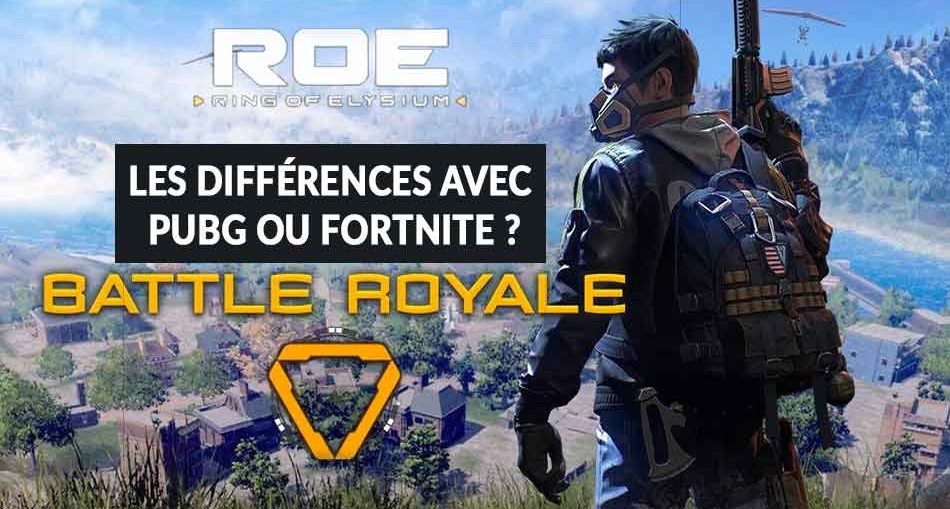 ROE
RING OF ELYSIUM
LES DIFFÉRENCES AVEC
PUBG OU FORTNITE ?
BATTLE ROYALE